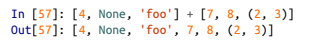 In [57]: [4, None, 'foo'] + [7, 8, (2, 3)]
Out[57]: [4, None, 'foo', 7, 8, (2, 3)]